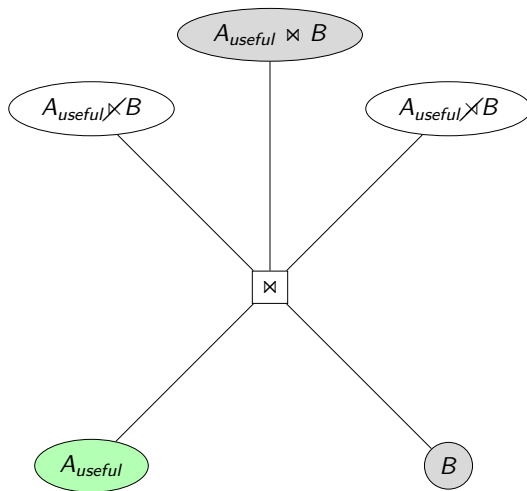 A_useful ⋈ B
A_useful ⋉̸ B
A_useful ⋊̸ B
⋈
A_useful
B